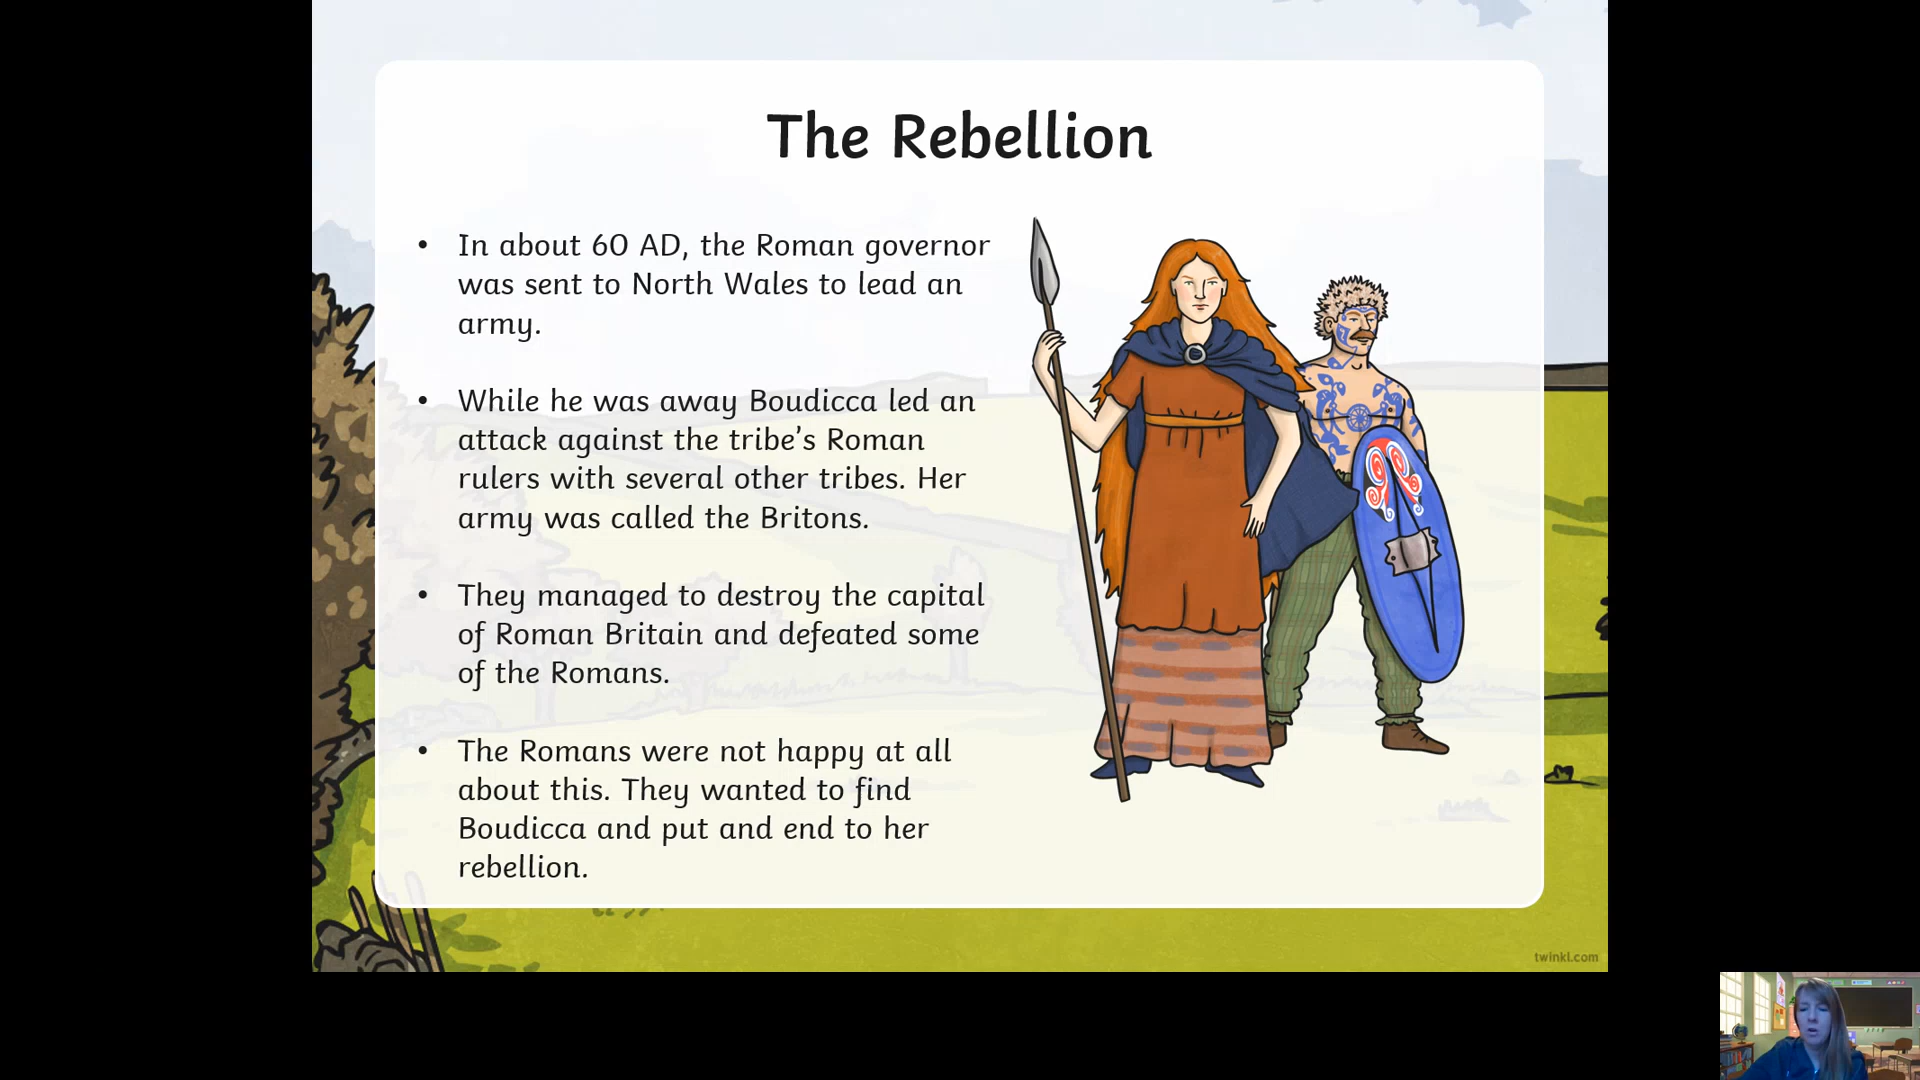 The Rebellion
• In about 60 AD, the Roman governor
was sent to North Wales to lead an
army.
• While he was away Boudicca led an
attack against the tribe's Roman
rulers with several other tribes. Her
army was called the Britons.
• They managed to destroy the capital
of Roman Britain and defeated some
of the Romans.
• The Romans were not happy at all
about this. They wanted to find
Boudicca and put and end to her
rebellion.
twinkl.com